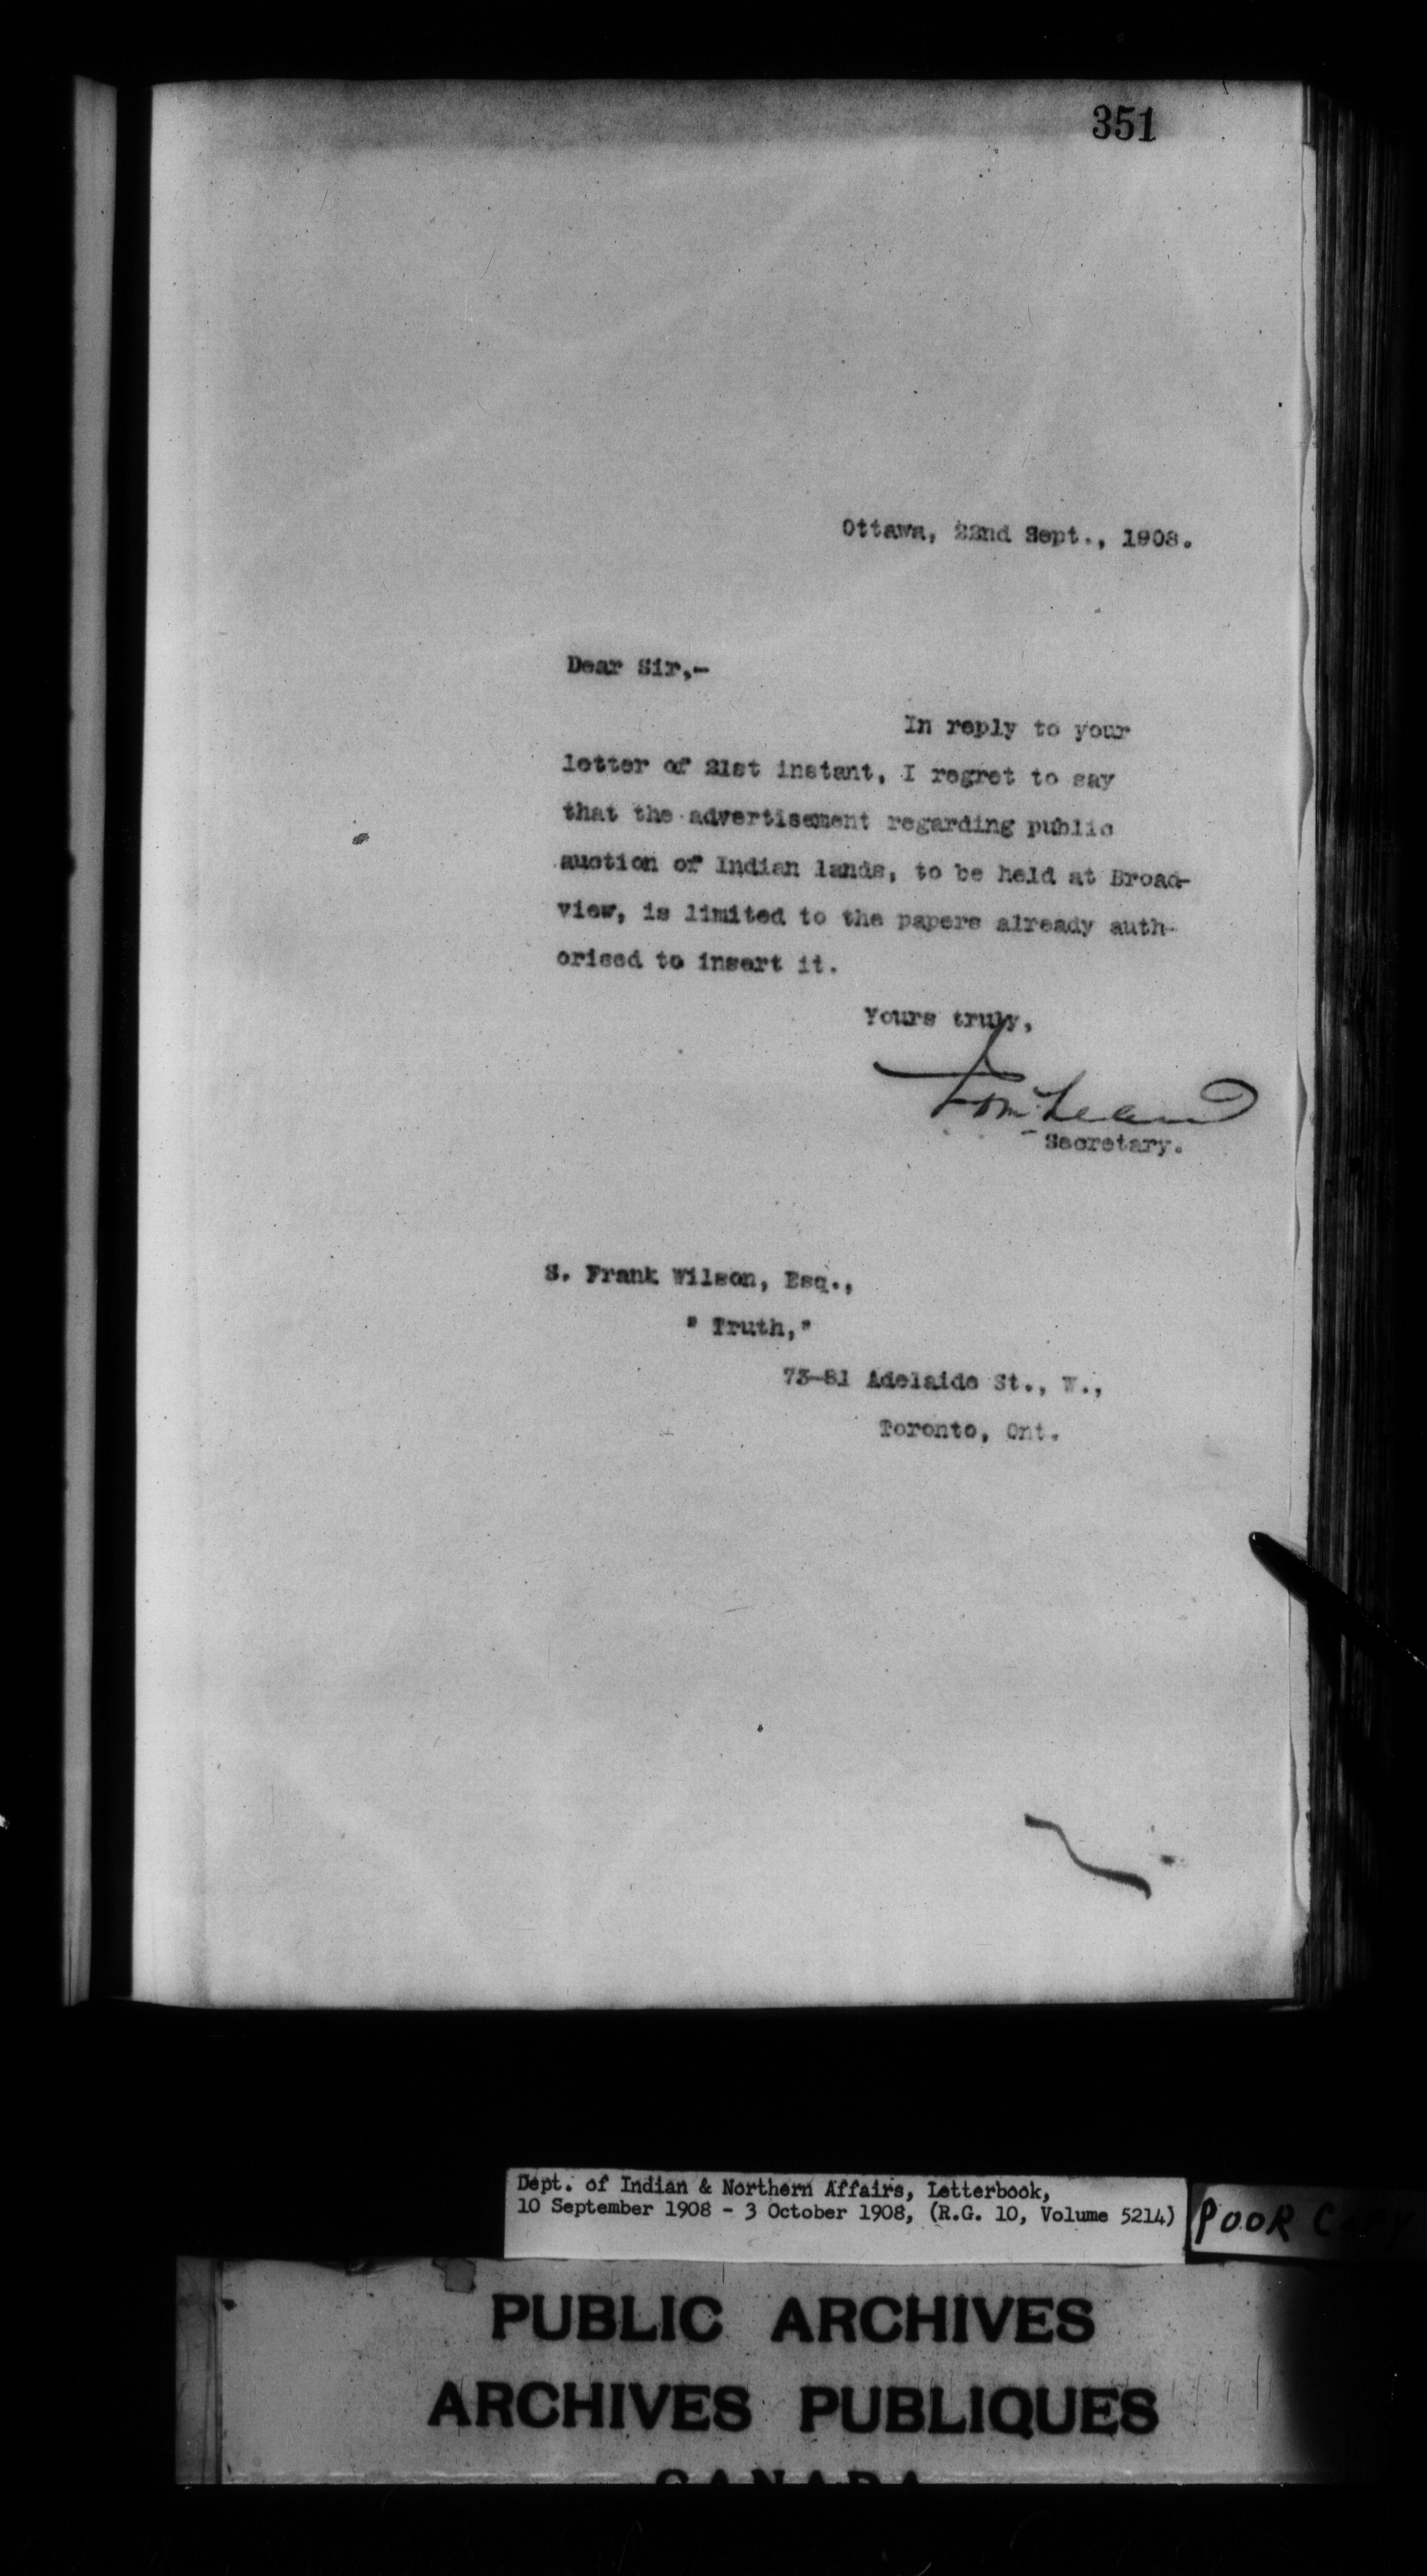 351
Ottawa, 22nd Sept., 1908.
Dear Sir,-
In reply to your
letter of 21st instant, I regret to say
that the advertisement regarding public
auction of Indian lands, to be held at Broad-
view, is limited to the papers already auth-
orised to insert it.
Yours truly,
Secretary.
S. Frank Wilson, Esq.,
" Truth,"
73-81 Adelaide St., W.,
Toronto, Ont.
Dept. of Indian & Northern Affairs, Letterbook,
10 September 1908 - 3 October 1908, (R.G. 10, Volume 5214)
POOR COPY
PUBLIC ARCHIVES
ARCHIVES PUBLIQUES
CANADA